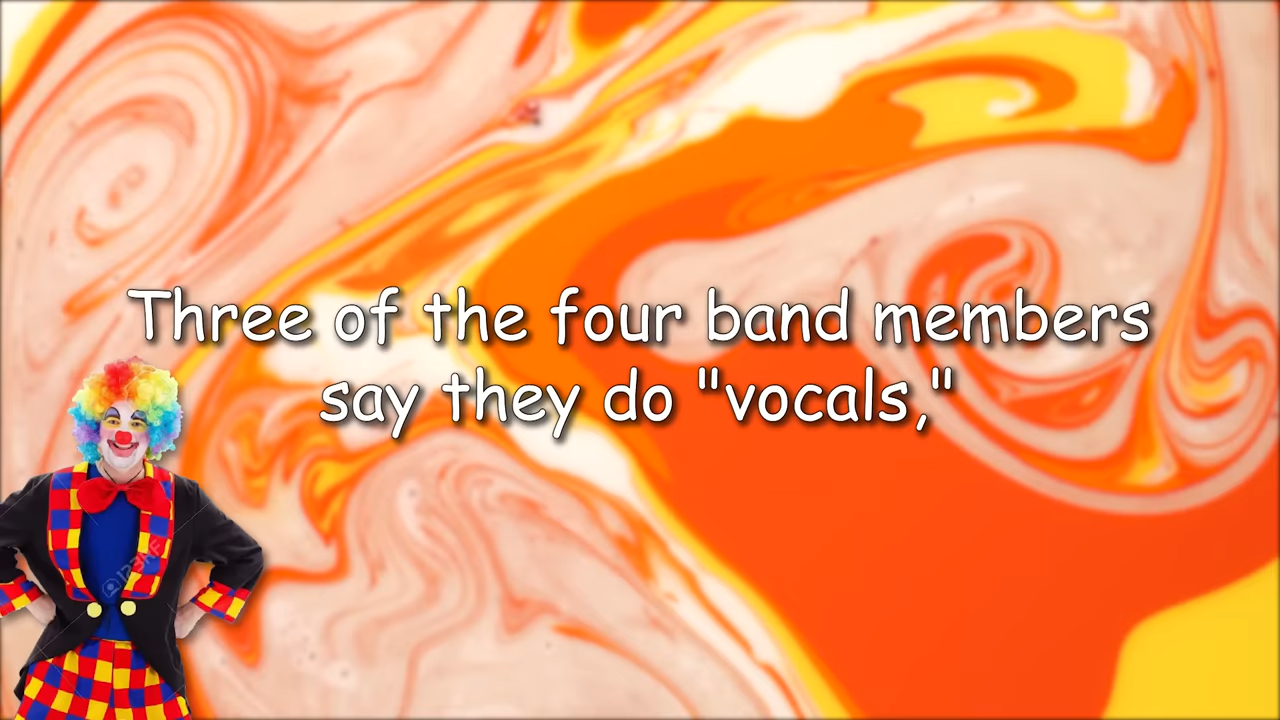 Three of the four band members
say they do "vocals,"